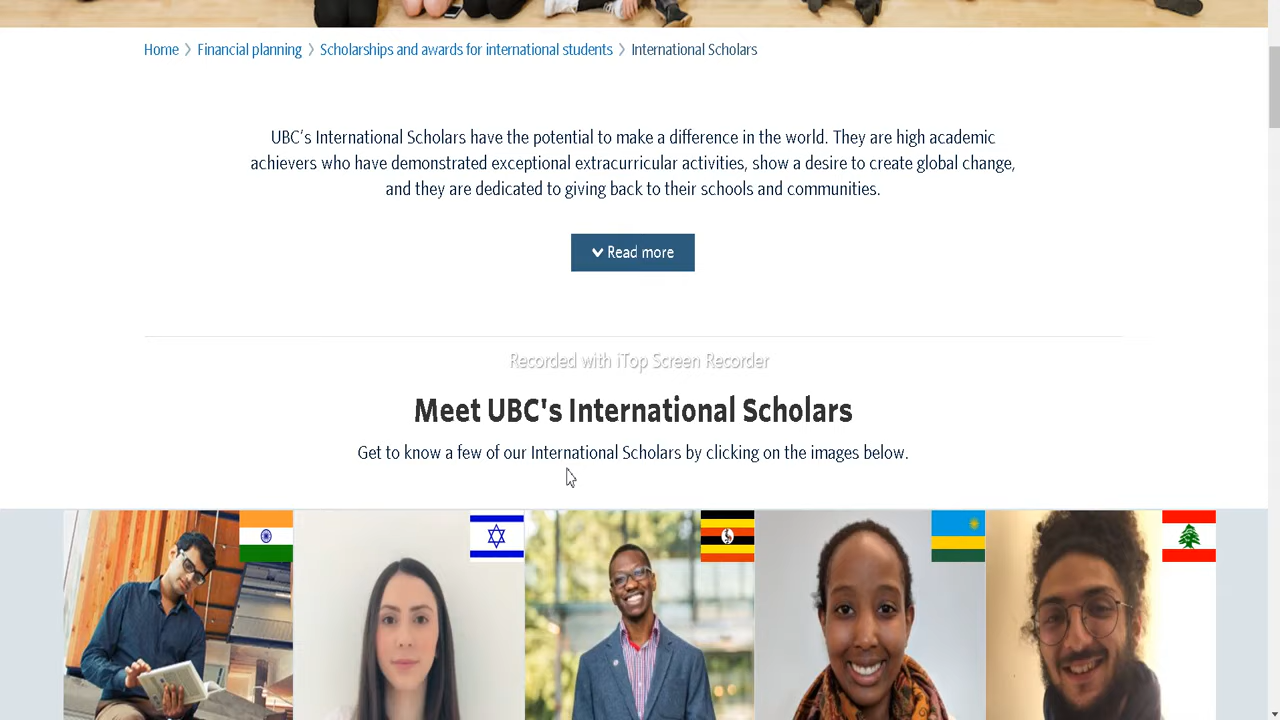 Home > Financial planning > Scholarships and awards for international students > International Scholars
UBC's International Scholars have the potential to make a difference in the world. They are high academic
achievers who have demonstrated exceptional extracurricular activities, show a desire to create global change,
and they are dedicated to giving back to their schools and communities.
Read more
Recorded with iTop Screen Recorder
Meet UBC's International Scholars
Get to know a few of our International Scholars by clicking on the images below.